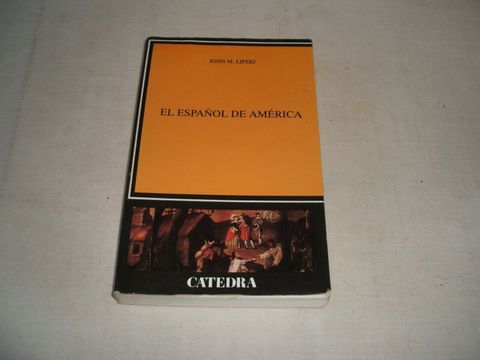 JOHN M. LIPSKI
EL ESPAÑOL DE AMÉRICA
CATEDRA